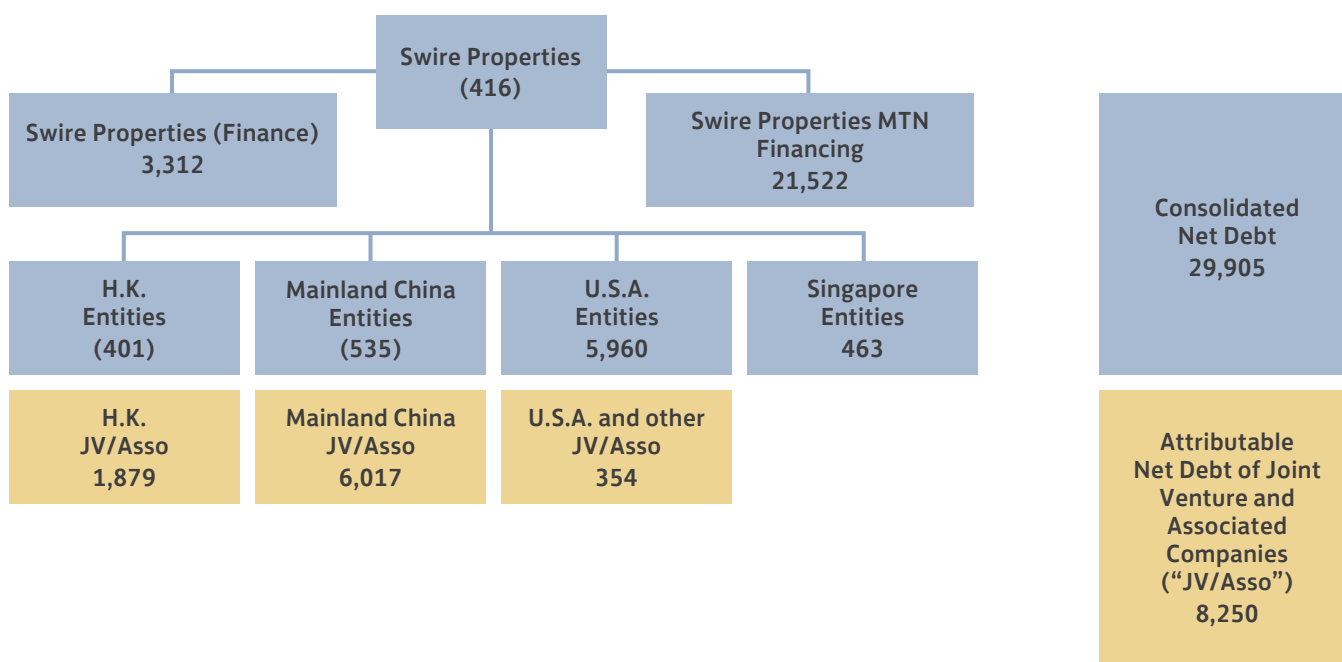 Swire Properties
(416)
Swire Properties (Finance)
3,312
Swire Properties MTN
Financing
21,522
Consolidated
Net Debt
29,905
H.K.
Entities
(401)
Mainland China
Entities
(535)
U.S.A.
Entities
5,960
Singapore
Entities
463
H.K.
JV/Asso
1,879
Mainland China
JV/Asso
6,017
U.S.A. and other
JV/Asso
354
Attributable
Net Debt of Joint
Venture and
Associated
Companies
(“JV/Asso”)
8,250